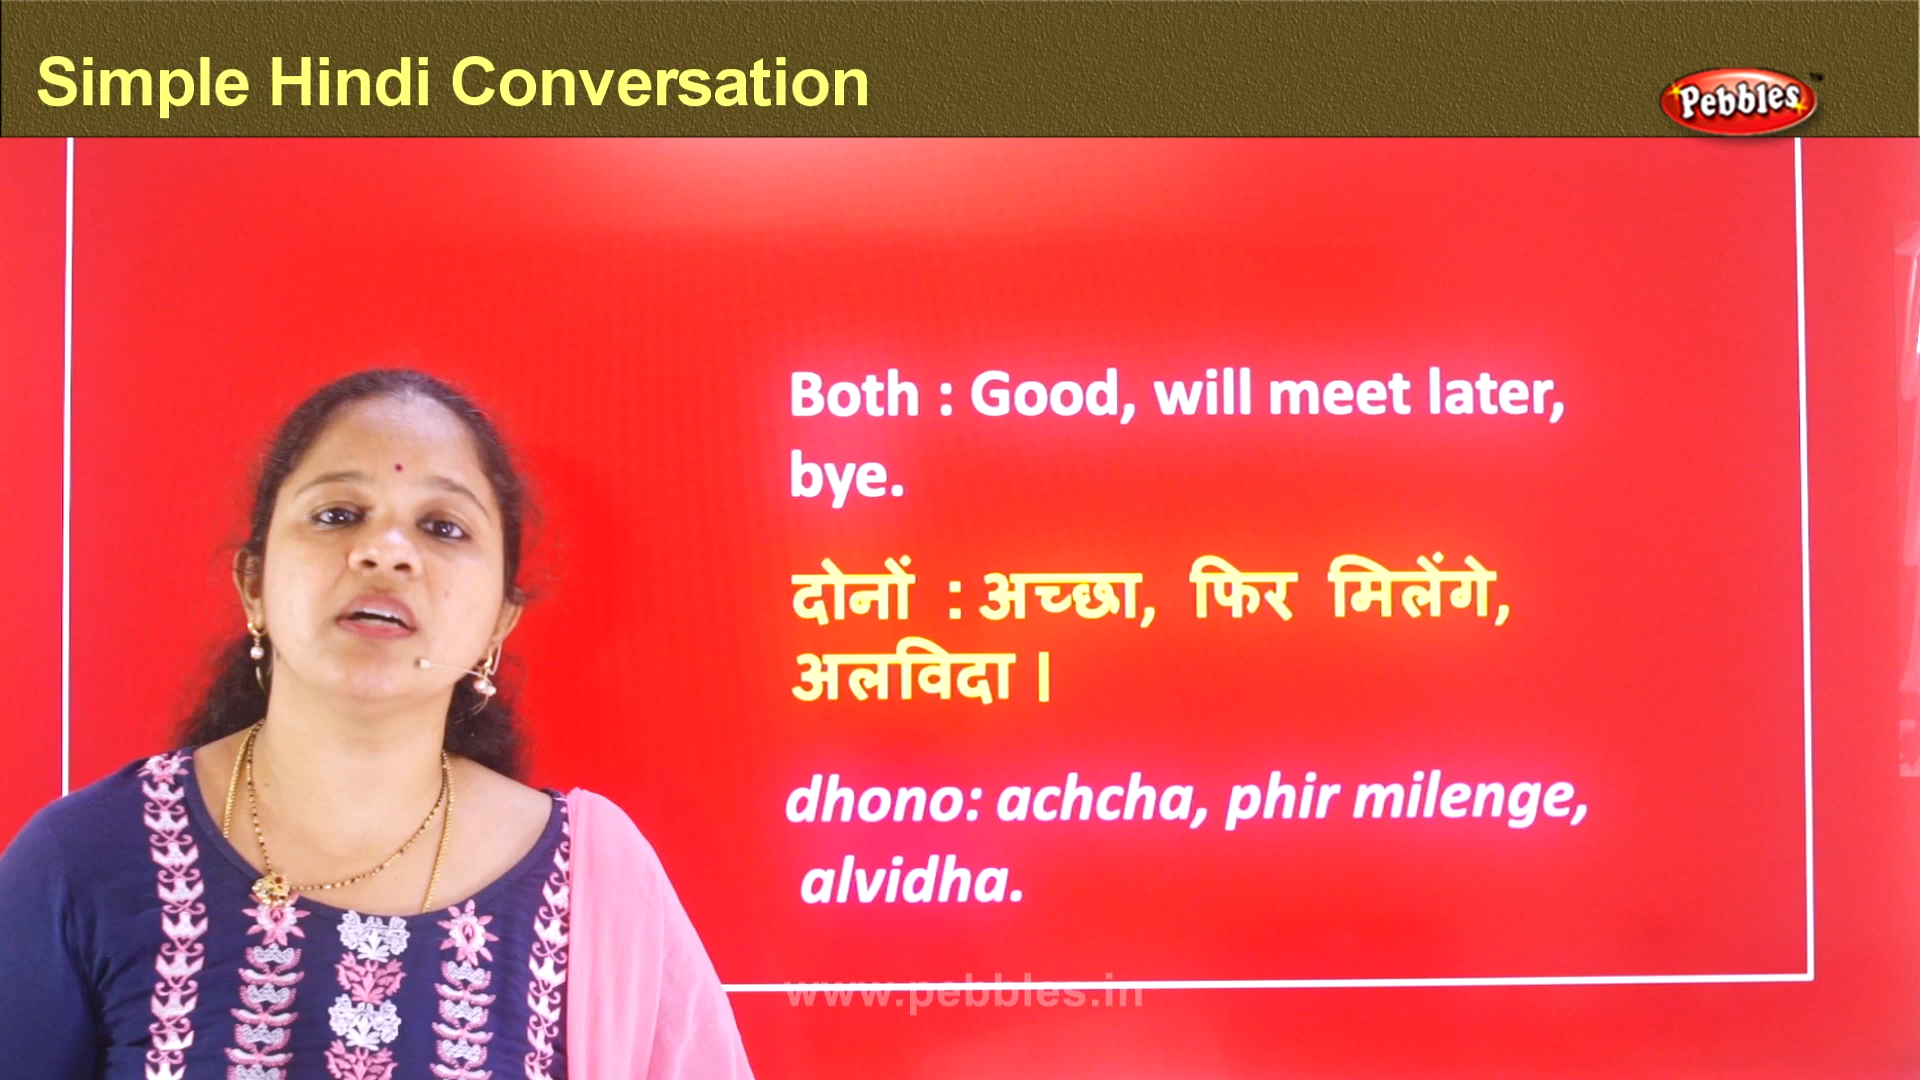 Simple Hindi Conversation
Pebbles™
Both : Good, will meet later,
bye.
दोनों : अच्छा, फिर मिलेंगे,
अलविदा ।
dhono: achcha, phir milenge,
alvidha.
www.pebbles.in